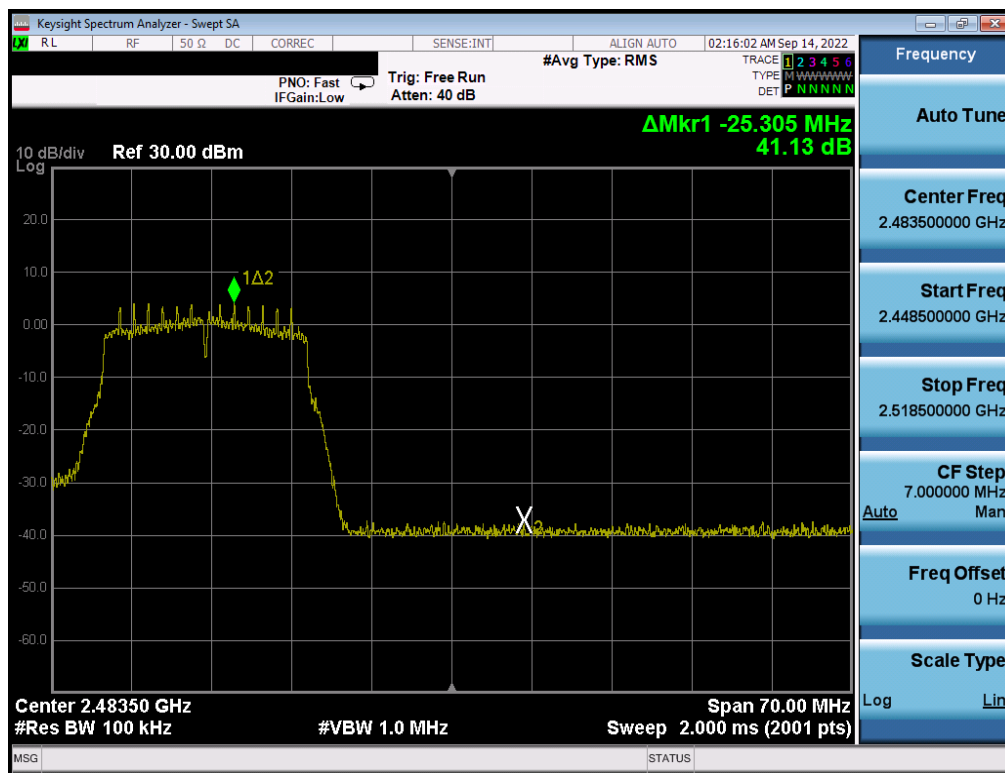 Keysight Spectrum Analyzer - Swept SA
LXI RL RF 50 Ω DC CORREC SENSE:INT ALIGN AUTO 02:16:02 AM Sep 14, 2022
Frequency
#Avg Type: RMS
TRACE 1 2 3 4 5 6
PNO: Fast Trig: Free Run TYPE M WWWWW
IFGain:Low Atten: 40 dB DET P N N N N N
Auto Tune
ΔMkr1 -25.305 MHz
10 dB/div Ref 30.00 dBm 41.13 dB
Log
20.0
10.0
0.00
-10.0
-20.0
-30.0
-40.0
-50.0
-60.0
1Δ2
2
Center Freq
2.483500000 GHz
Start Freq
2.448500000 GHz
Stop Freq
2.518500000 GHz
CF Step
7.000000 MHz
Auto Man
Freq Offset
0 Hz
Scale Type
Log Lin
Center 2.48350 GHz Span 70.00 MHz
#Res BW 100 kHz #VBW 1.0 MHz Sweep 2.000 ms (2001 pts)
MSG STATUS